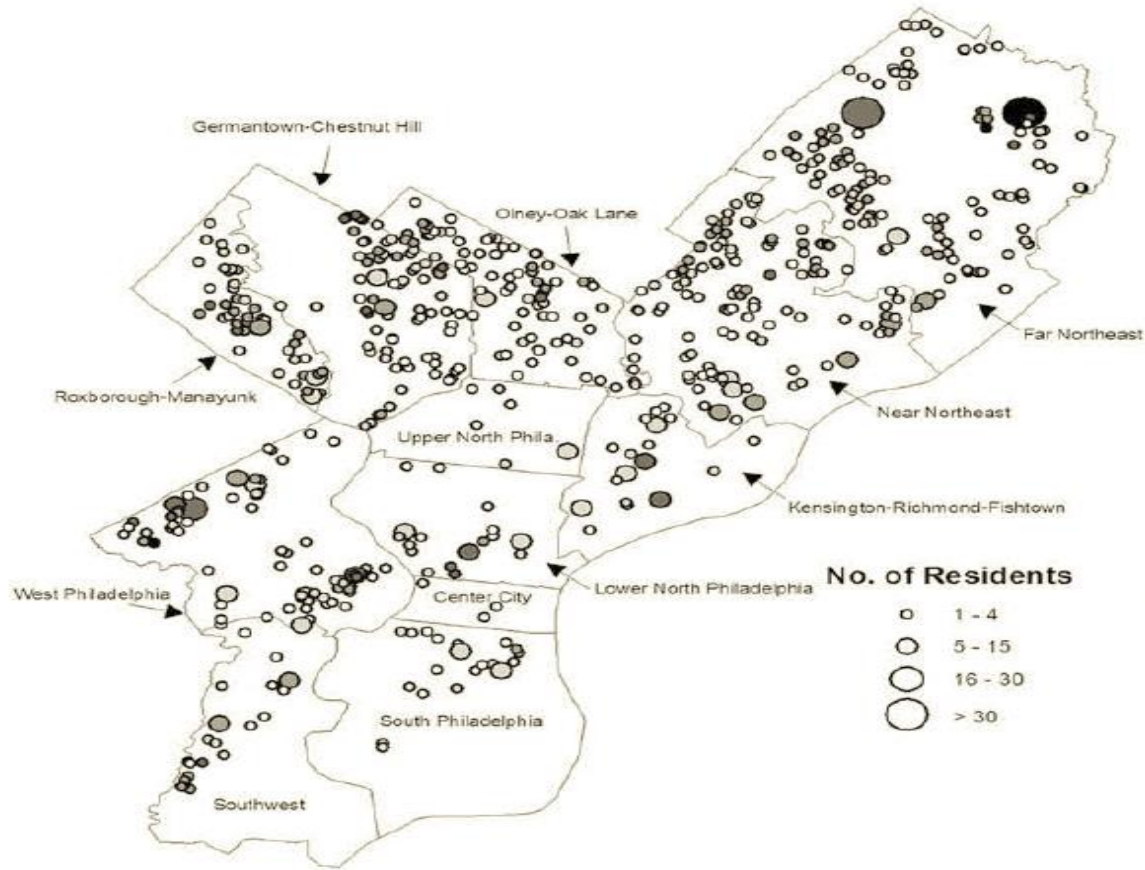 Germantown-Chestnut Hill
Olney-Oak Lane
Far Northeast
Roxborough-Manayunk
Near Northeast
Upper North Phila.
Kensington-Richmond-Fishtown
West Philadelphia
Lower North Philadelphia
Center City
South Philadelphia
Southwest
No. of Residents
1 - 4
5 - 15
16 - 30
> 30